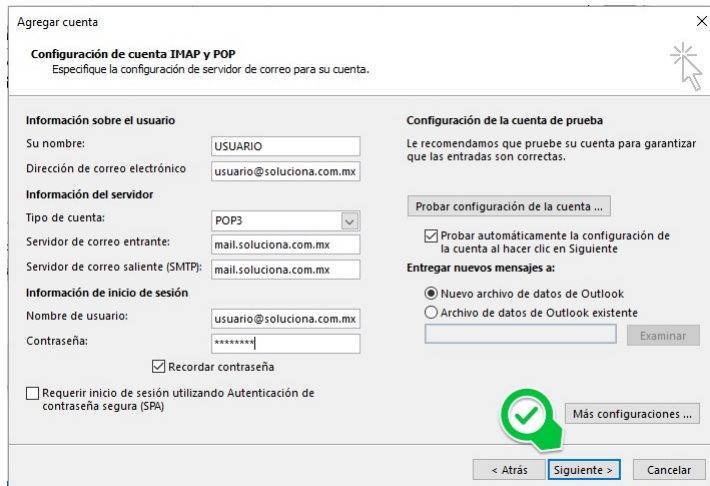 Agregar cuenta
Configuración de cuenta IMAP y POP
Especifique la configuración de servidor de correo para su cuenta.
Información sobre el usuario
Su nombre:
USUARIO
Dirección de correo electrónico
usuario@soluciona.com.mx
Información del servidor
Tipo de cuenta:
POP3
Servidor de correo entrante:
mail.soluciona.com.mx
Servidor de correo saliente (SMTP):
mail.soluciona.com.mx
Información de inicio de sesión
Nombre de usuario:
usuario@soluciona.com.mx
Contraseña:
********
Recordar contraseña
Requerir inicio de sesión utilizando Autenticación de
contraseña segura (SPA)
Configuración de la cuenta de prueba
Le recomendamos que pruebe su cuenta para garantizar
que las entradas son correctas.
Probar configuración de la cuenta ...
Probar automáticamente la configuración de
la cuenta al hacer clic en Siguiente
Entregar nuevos mensajes a:
Nuevo archivo de datos de Outlook
Archivo de datos de Outlook existente
Examinar
Más configuraciones ...
< Atrás
Siguiente >
Cancelar